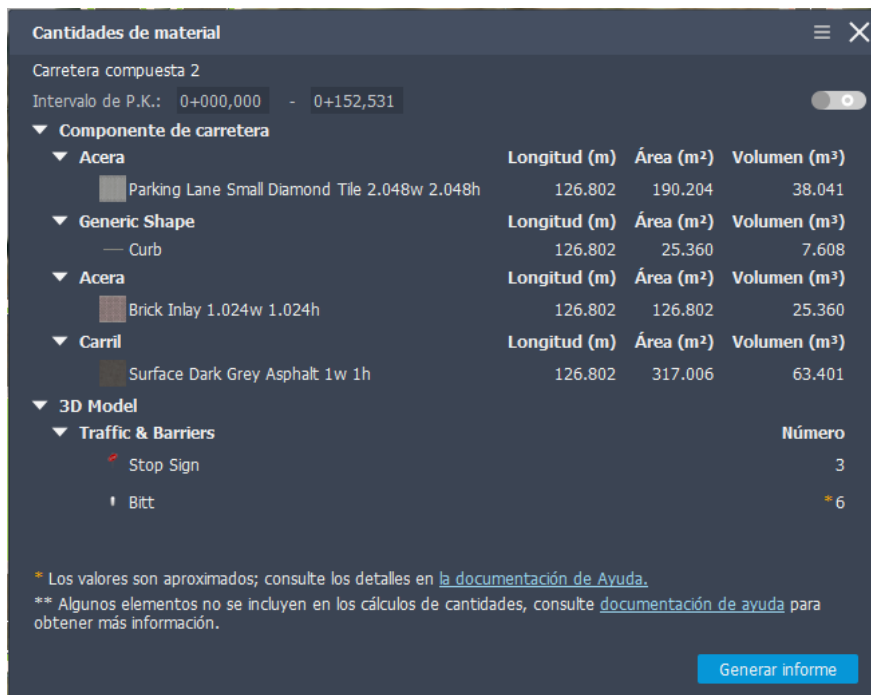 Cantidades de material
Carretera compuesta 2
Intervalo de P.K.: 0+000,000 - 0+152,531
Componente de carretera
Acera Longitud (m) Área (m²) Volumen (m³)
Parking Lane Small Diamond Tile 2.048w 2.048h 126.802 190.204 38.041
Generic Shape Longitud (m) Área (m²) Volumen (m³)
Curb 126.802 25.360 7.608
Acera Longitud (m) Área (m²) Volumen (m³)
Brick Inlay 1.024w 1.024h 126.802 126.802 25.360
Carril Longitud (m) Área (m²) Volumen (m³)
Surface Dark Grey Asphalt 1w 1h 126.802 317.006 63.401
3D Model
Traffic & Barriers Número
Stop Sign 3
Bitt *6
* Los valores son aproximados; consulte los detalles en la documentación de Ayuda.
** Algunos elementos no se incluyen en los cálculos de cantidades, consulte documentación de ayuda para
obtener más información.
Generar informe